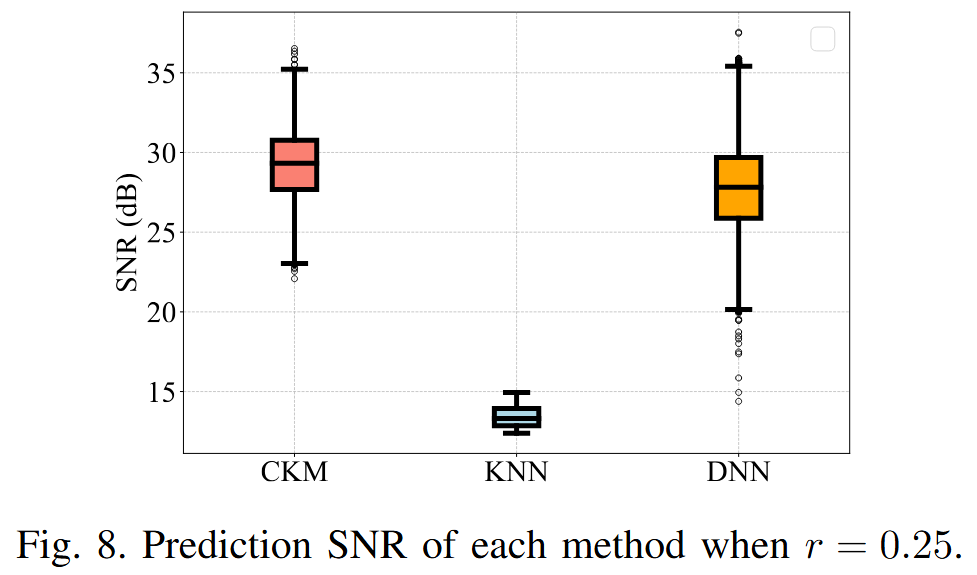 35
30
25
20
15
SNR (dB)
CKM KNN DNN
Fig. 8. Prediction SNR of each method when r = 0.25.